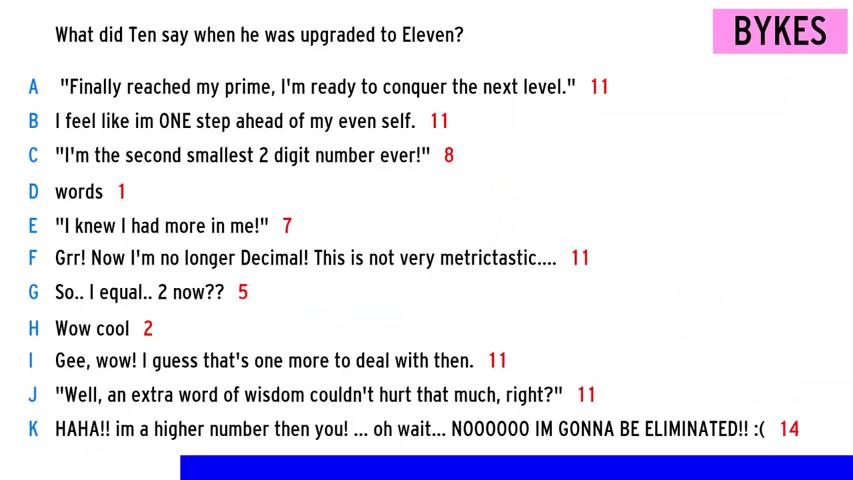 What did Ten say when he was upgraded to Eleven?
BYKES
A "Finally reached my prime, I'm ready to conquer the next level." 11
B I feel like im ONE step ahead of my even self. 11
C "I'm the second smallest 2 digit number ever!" 8
D words 1
E "I knew I had more in me!" 7
F Grr! Now I'm no longer Decimal! This is not very metrictastic.... 11
G So.. I equal.. 2 now?? 5
H Wow cool 2
I Gee, wow! I guess that's one more to deal with then. 11
J "Well, an extra word of wisdom couldn't hurt that much, right?" 11
K HAHA!! im a higher number then you! ... oh wait... NOOOOOO IM GONNA BE ELIMINATED!! :( 14